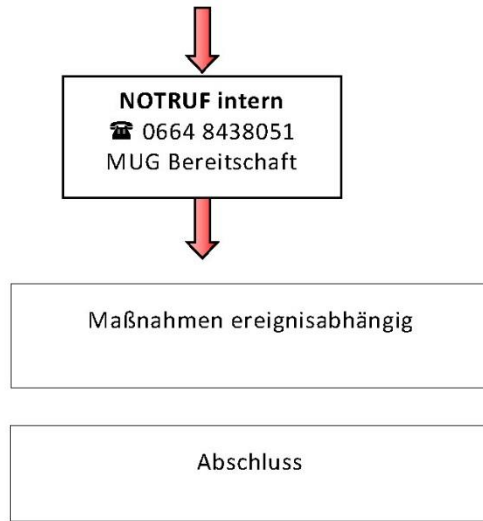 NOTRUF intern
☎ 0664 8438051
MUG Bereitschaft
Maßnahmen ereignisabhängig
Abschluss